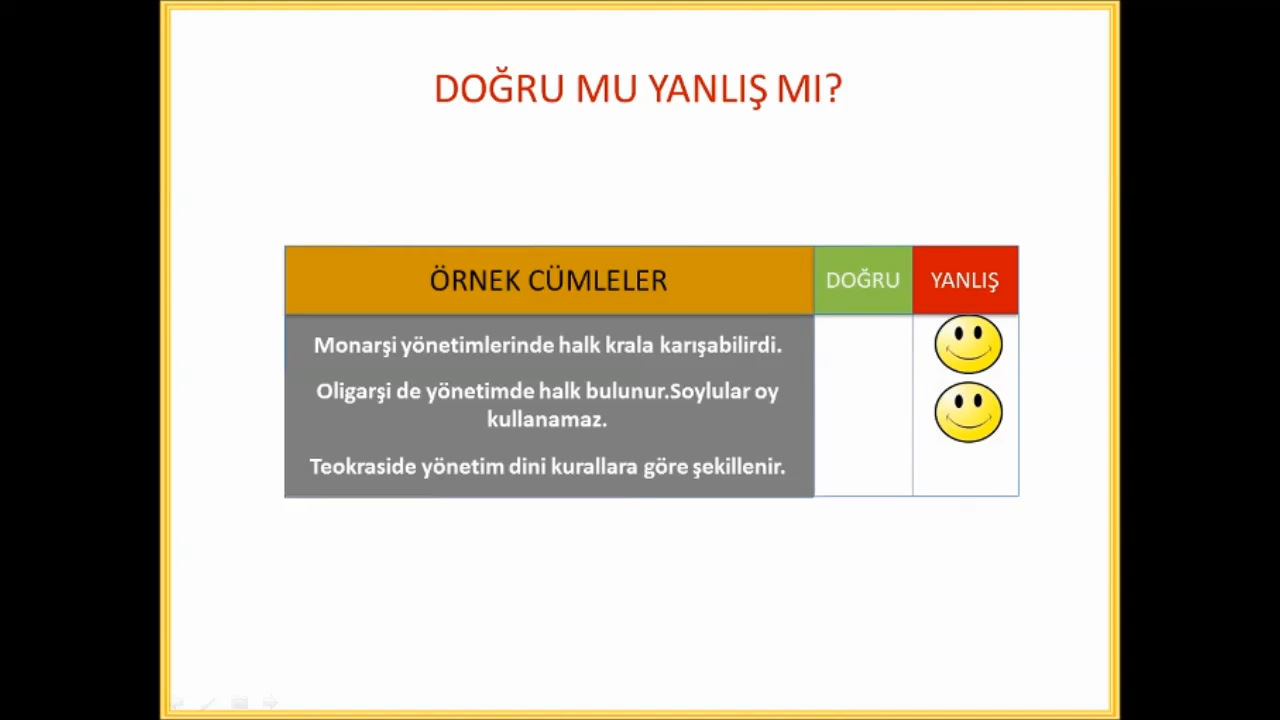 DOĞRU MU YANLIŞ MI?
ÖRNEK CÜMLELER
DOĞRU
YANLIŞ
Monarşi yönetimlerinde halk krala karışabilirdi.
Oligarşi de yönetimde halk bulunur.Soylular oy
kullanamaz.
Teokraside yönetim dini kurallara göre şekillenir.